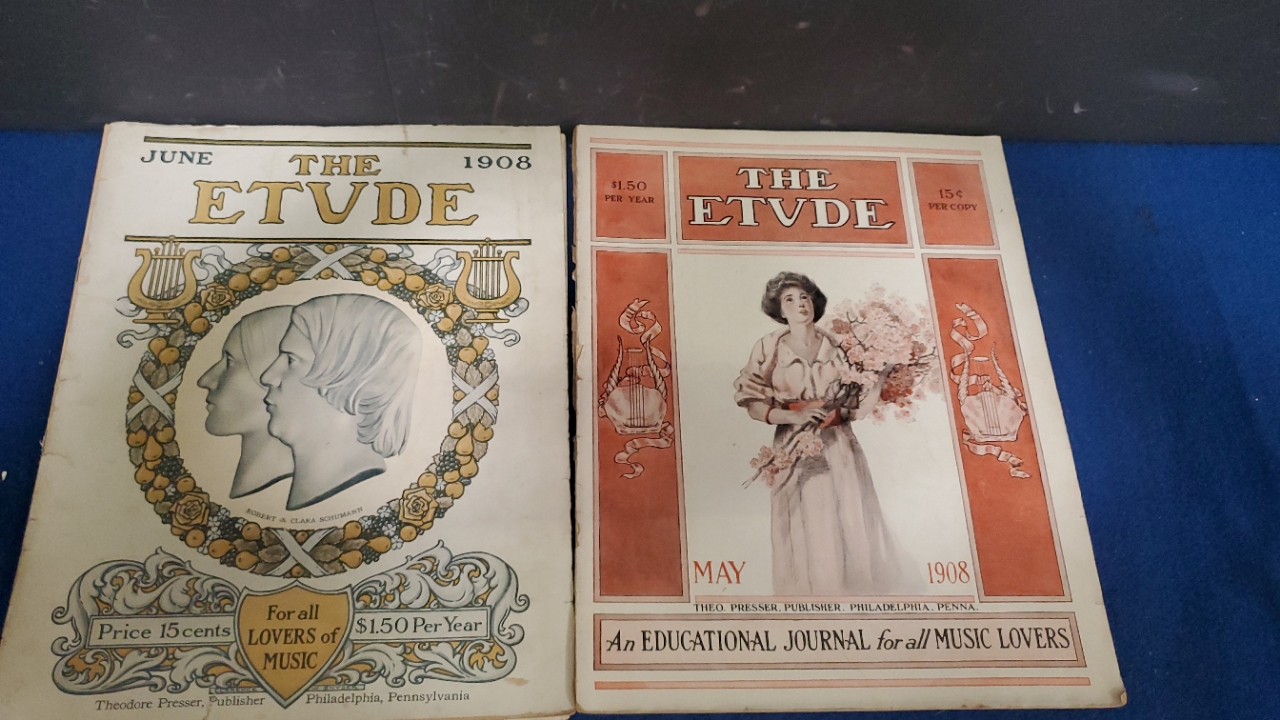 JUNE 1908
THE
ETVDE
ROBERT & CLARA SCHUMANN
Price 15 cents
For all
LOVERS of
MUSIC
$1.50 Per Year
Theodore Presser, Publisher Philadelphia, Pennsylvania
$1.50
PER YEAR
THE
ETVDE
15¢
PER COPY
MAY 1908
THEO. PRESSER, PUBLISHER, PHILADELPHIA, PENNA.
An EDUCATIONAL JOURNAL for all MUSIC LOVERS